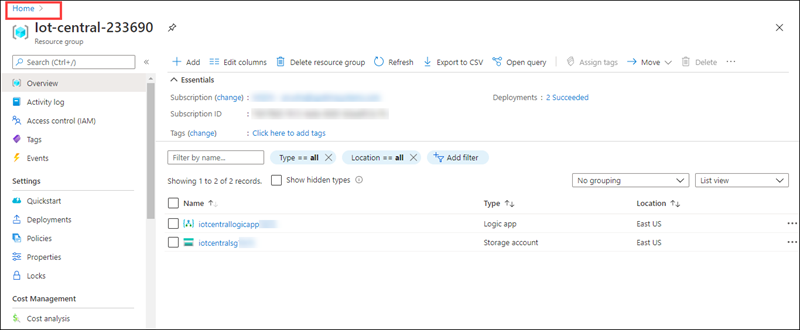 Home >
Iot-central-233690
Resource group
Search (Ctrl+/)
Overview
Activity log
Access control (IAM)
Tags
Events
Settings
Quickstart
Deployments
Policies
Properties
Locks
Cost Management
Cost analysis
Add Edit columns Delete resource group Refresh Export to CSV Open query Assign tags Move Delete ...
Essentials
Subscription (change) : Deployments : 2 Succeeded
Subscription ID :
Tags (change) : Click here to add tags
Filter by name... Type == all Location == all Add filter
Showing 1 to 2 of 2 records. Show hidden types No grouping List view
Name Type Location
iotcentrallogicapp Logic app East US ...
iotcentralsg Storage account East US ...